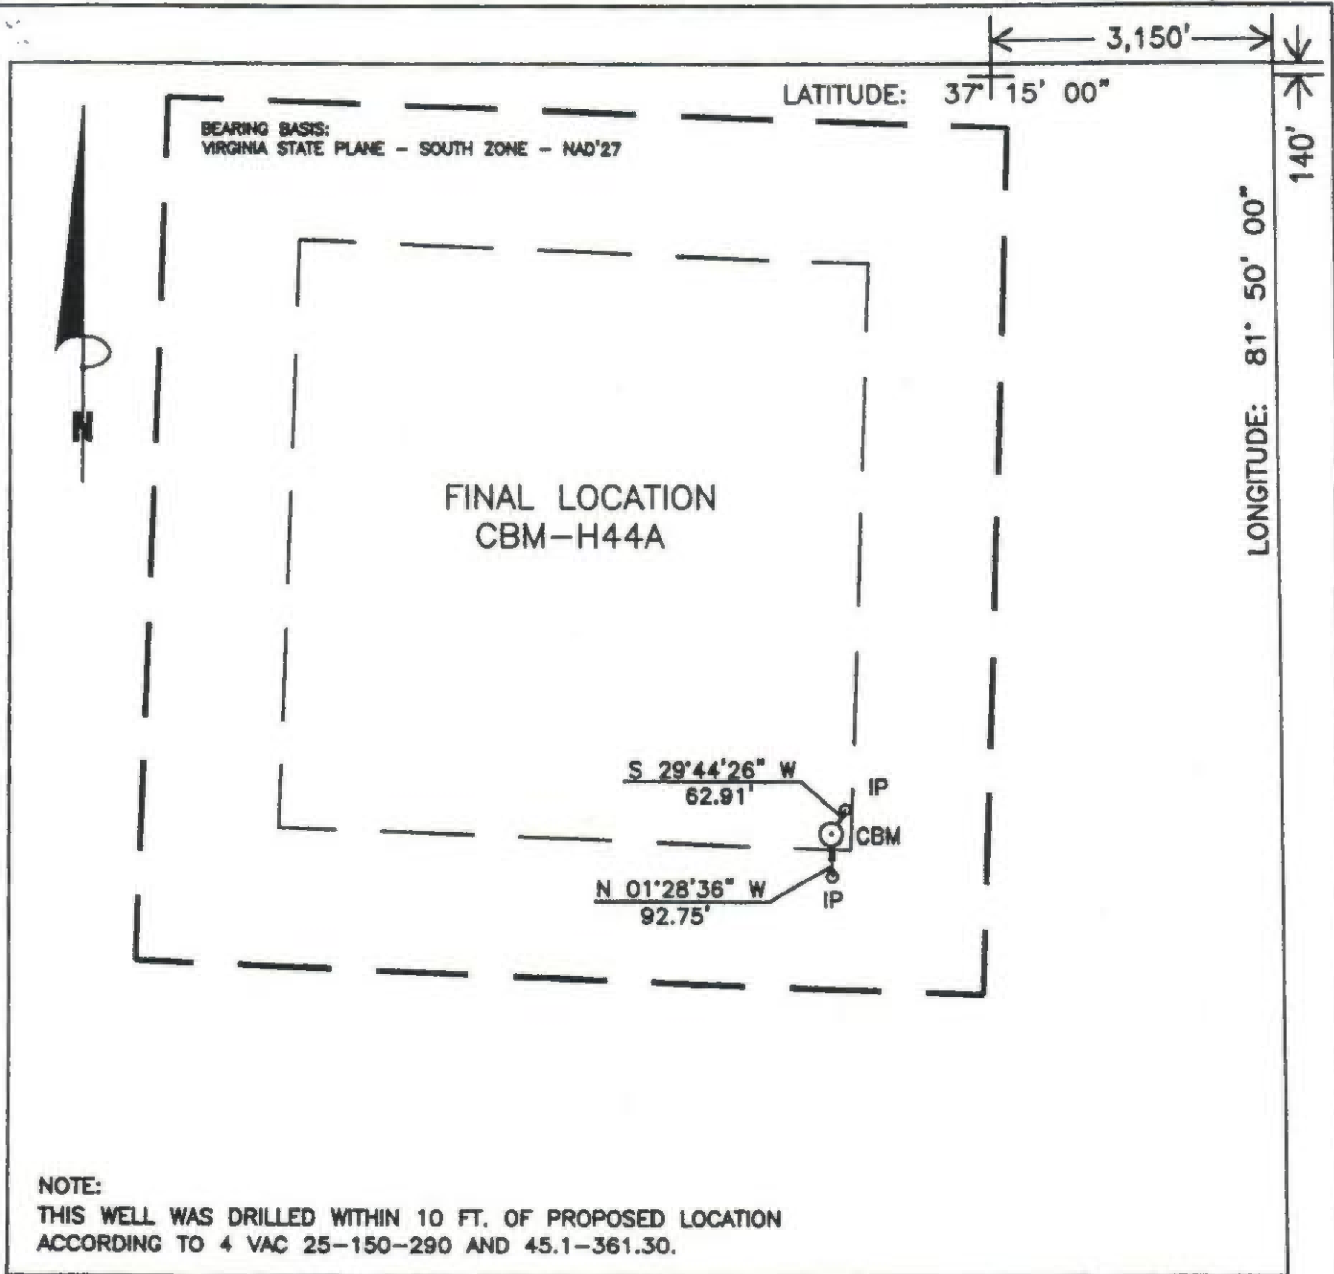 3,150'
LATITUDE: 37° 15' 00"
140'
BEARING BASIS:
VIRGINIA STATE PLANE - SOUTH ZONE - NAD'27
LONGITUDE: 81° 50' 00"
N
FINAL LOCATION
CBM-H44A
S 29°44'26" W
62.91'
IP
CBM
N 01°28'36" W
92.75'
IP
NOTE:
THIS WELL WAS DRILLED WITHIN 10 FT. OF PROPOSED LOCATION
ACCORDING TO 4 VAC 25-150-290 AND 45.1-361.30.